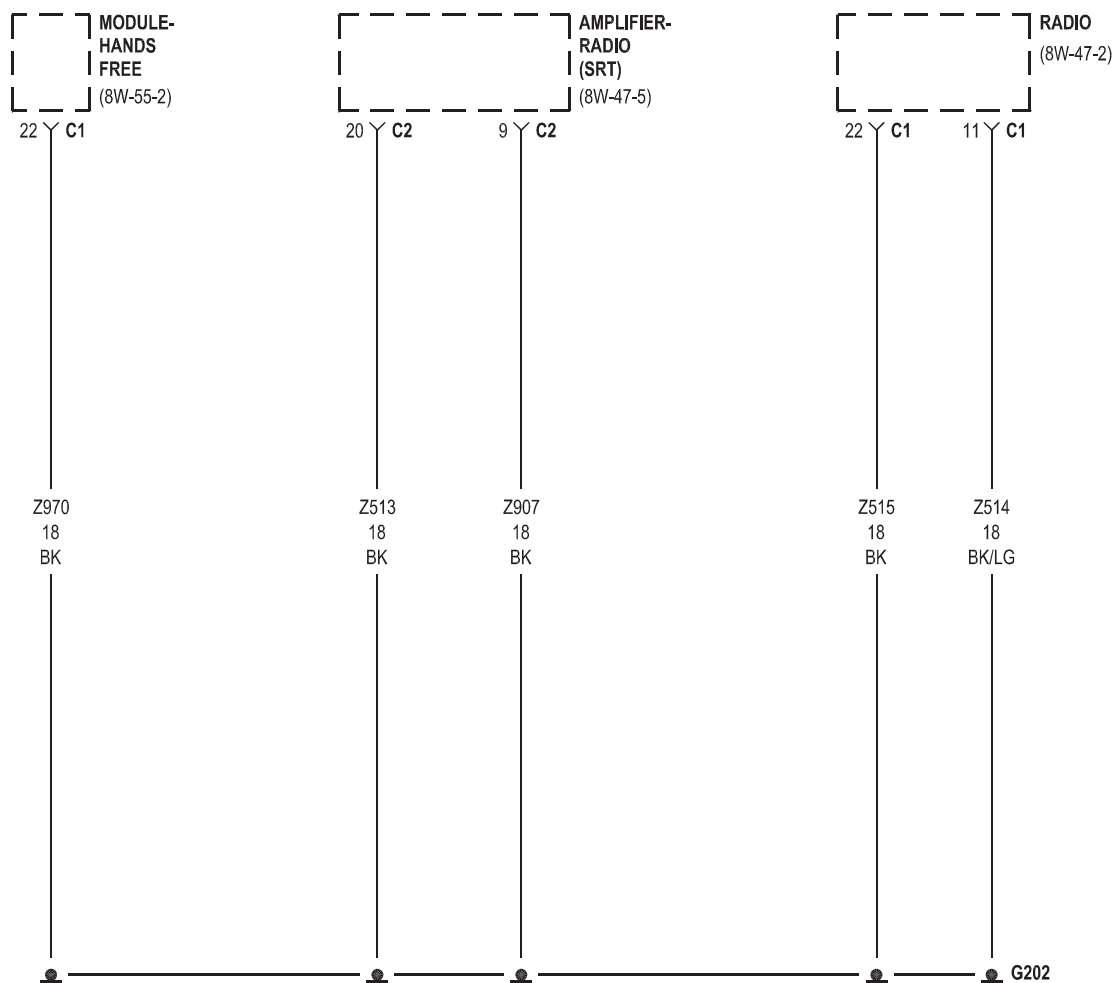 MODULE-
HANDS
FREE
(8W-55-2)
AMPLIFIER-
RADIO
(SRT)
(8W-47-5)
RADIO
(8W-47-2)
22 C1
20 C2
9 C2
22 C1
11 C1
Z970
18
BK
Z513
18
BK
Z907
18
BK
Z515
18
BK
Z514
18
BK/LG
G202